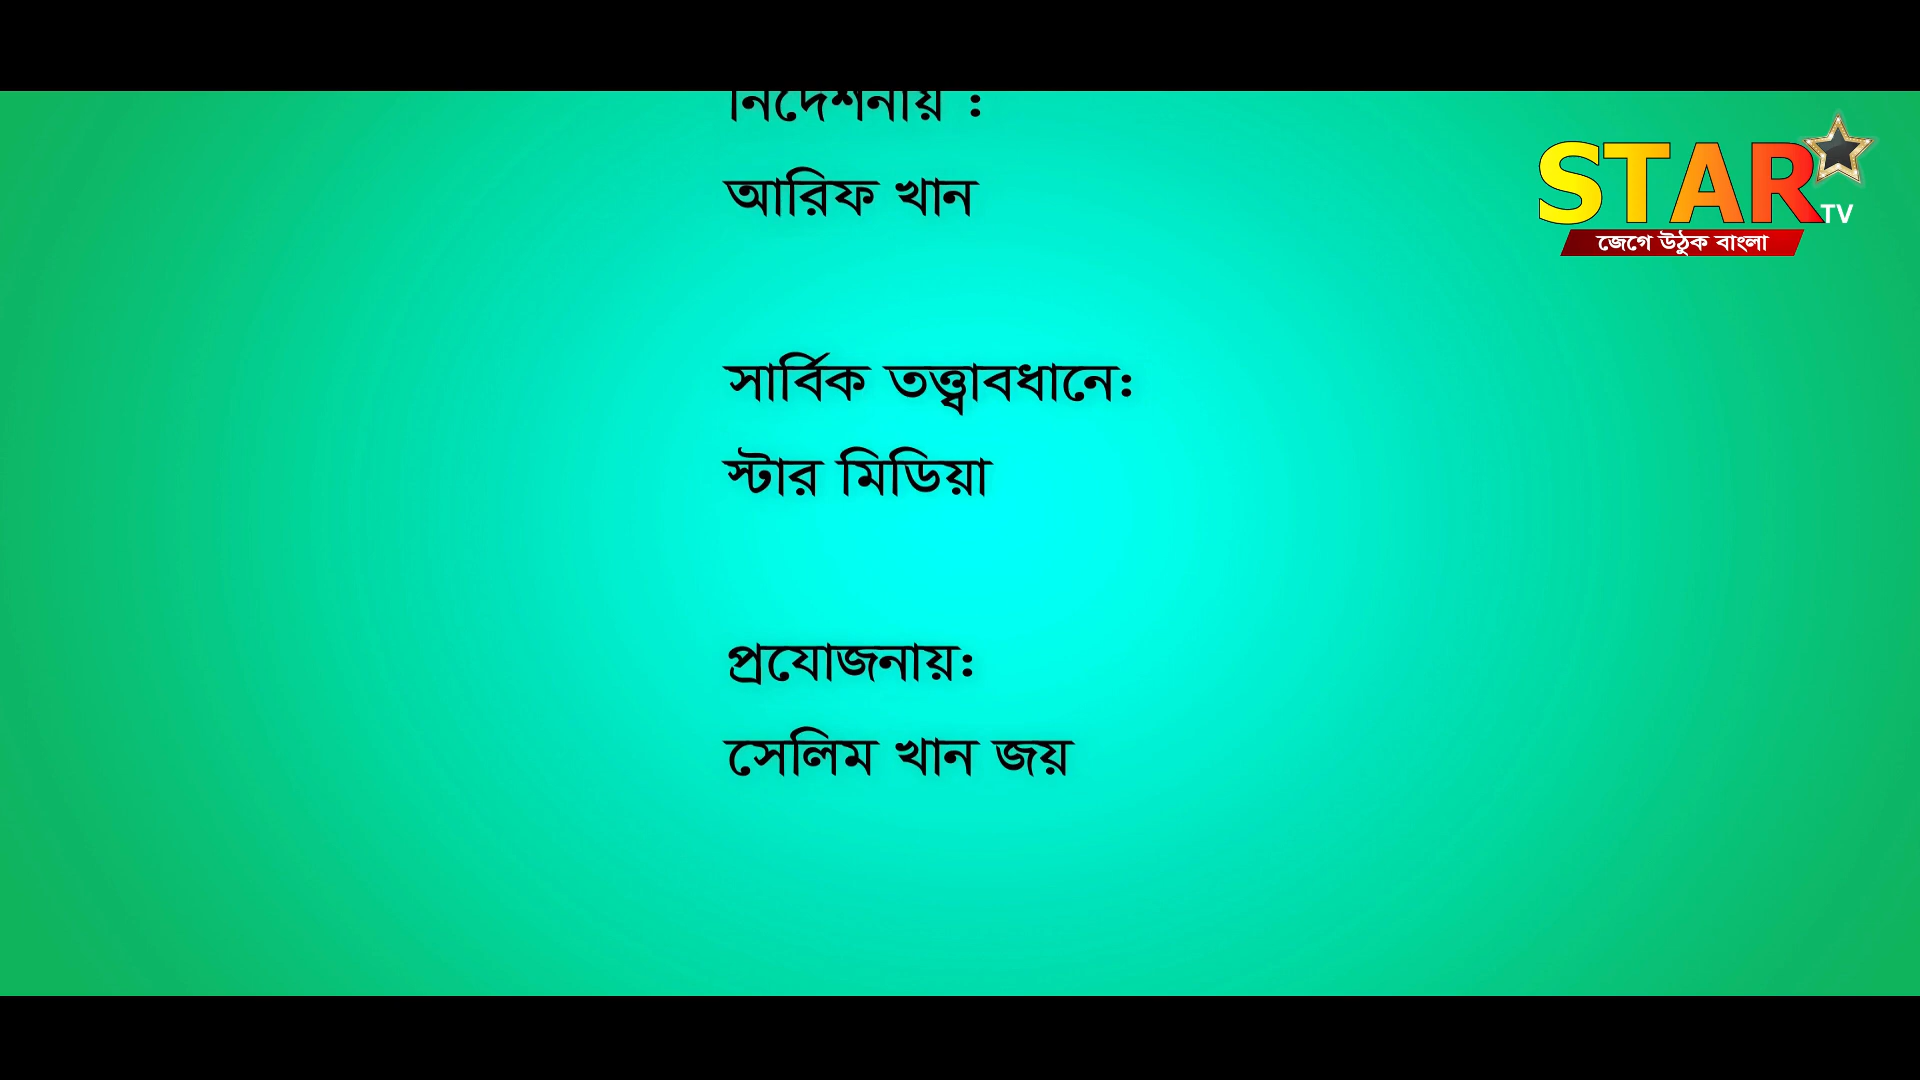 নির্দেশনায় :
আরিফ খান
সার্বিক তত্ত্বাবধানে:
স্টার মিডিয়া
প্রযোজনায়:
সেলিম খান জয়
STAR TV
জেগে উঠুক বাংলা